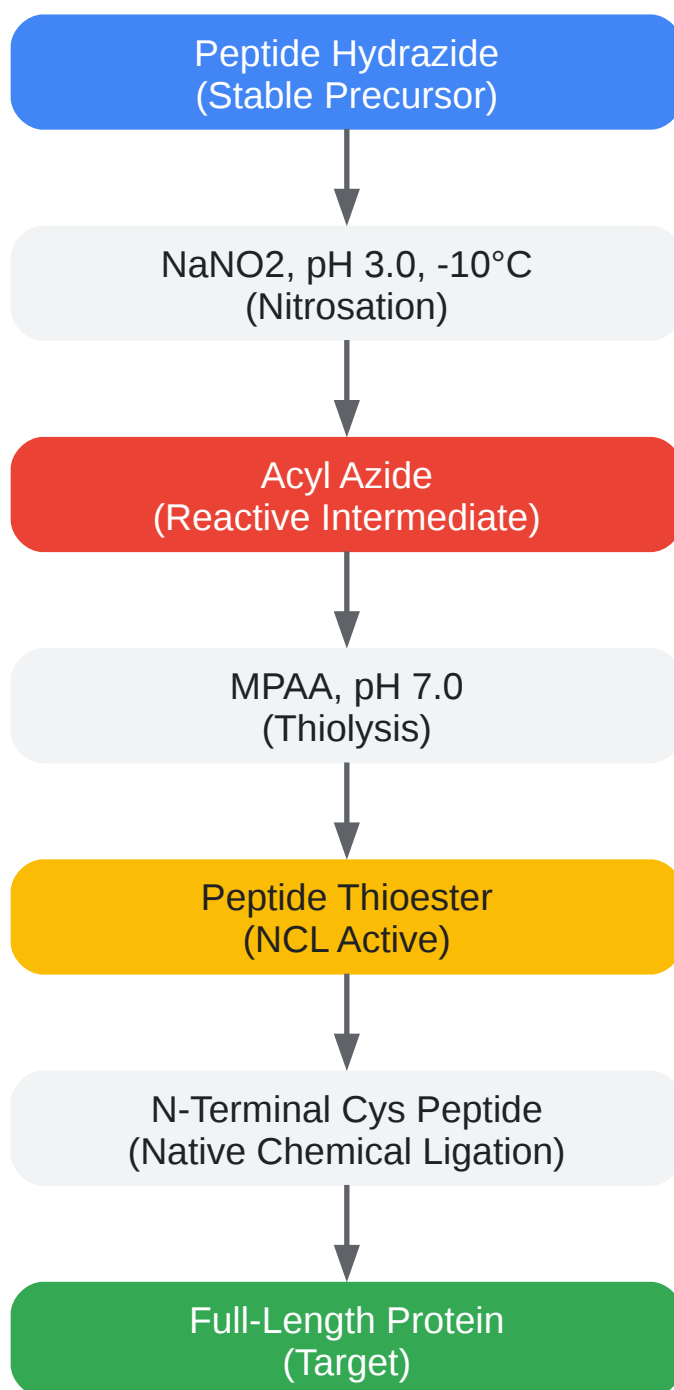 Peptide Hydrazide
(Stable Precursor)
NaNO2, pH 3.0, -10°C
(Nitrosation)
Acyl Azide
(Reactive Intermediate)
MPAA, pH 7.0
(Thiolysis)
Peptide Thioester
(NCL Active)
N-Terminal Cys Peptide
(Native Chemical Ligation)
Full-Length Protein
(Target)